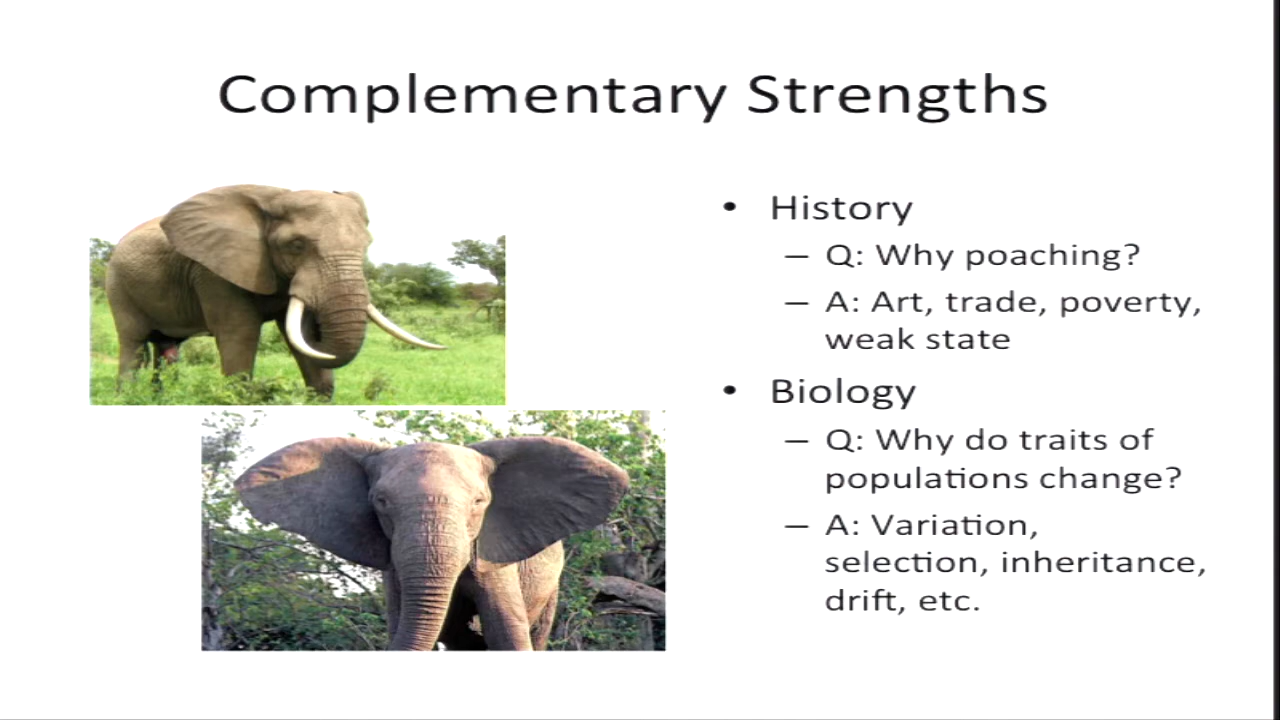 Complementary Strengths
• History
– Q: Why poaching?
– A: Art, trade, poverty,
weak state
• Biology
– Q: Why do traits of
populations change?
– A: Variation,
selection, inheritance,
drift, etc.